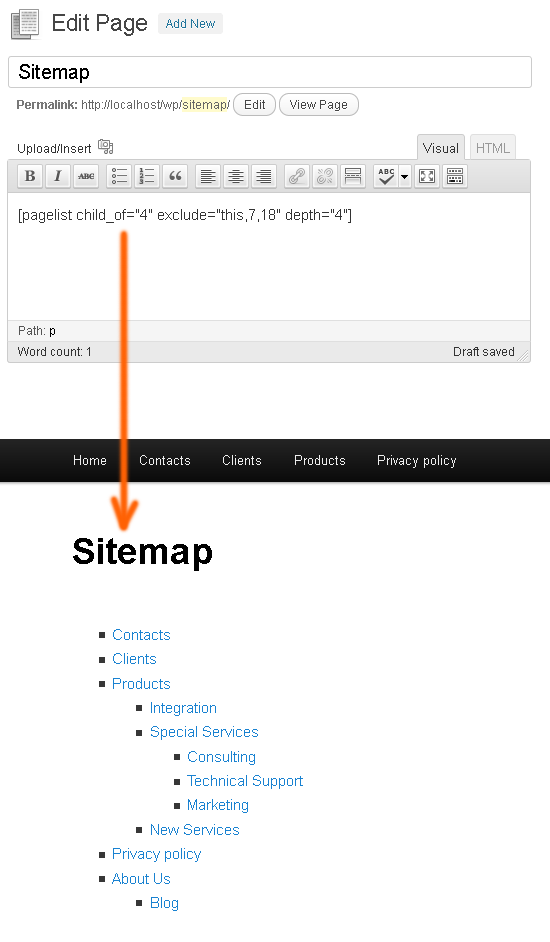 Edit Page Add New
Sitemap
Permalink: http://localhost/wp/sitemap/ Edit View Page
Upload/Insert Visual HTML
B I ABC ABC
[pagelist child_of="4" exclude="this,7,18" depth="4"]
Path: p
Word count: 1 Draft saved
Home Contacts Clients Products Privacy policy
Sitemap
Contacts
Clients
Products
Integration
Special Services
Consulting
Technical Support
Marketing
New Services
Privacy policy
About Us
Blog